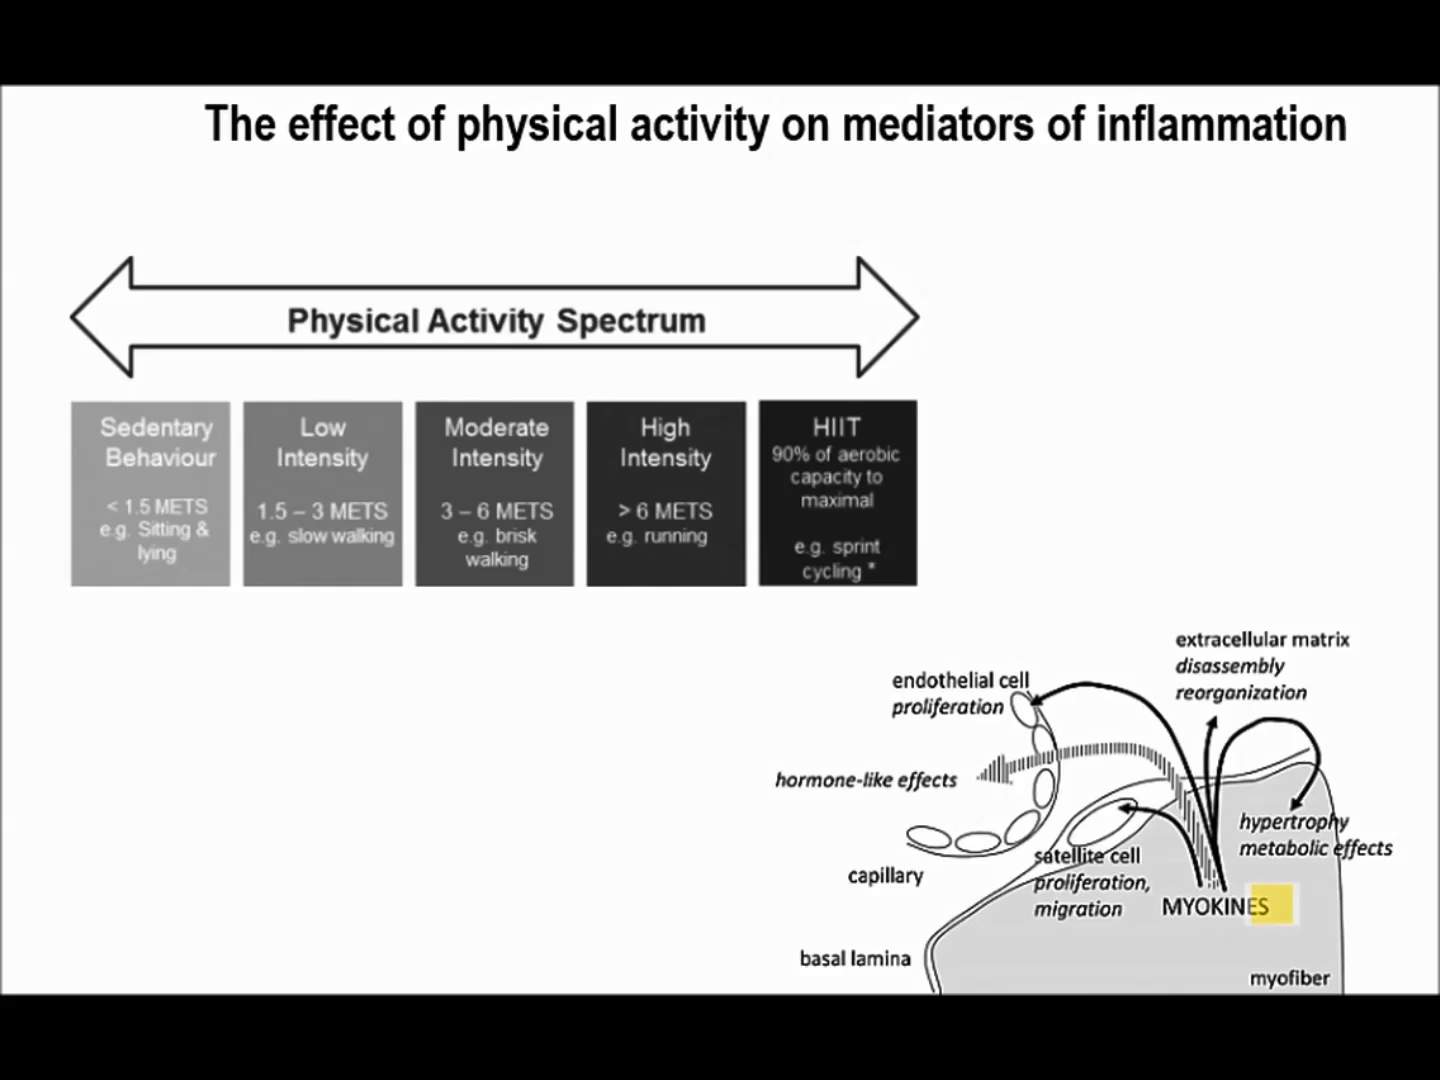 The effect of physical activity on mediators of inflammation
Physical Activity Spectrum
Sedentary
Behaviour
< 1.5 METS
e.g. Sitting &
lying
Low
Intensity
1.5 – 3 METS
e.g. slow walking
Moderate
Intensity
3 – 6 METS
e.g. brisk
walking
High
Intensity
> 6 METS
e.g. running
HIIT
90% of aerobic
capacity to
maximal
e.g. sprint
cycling *
extracellular matrix
disassembly
reorganization
endothelial cell
proliferation
hormone-like effects
hypertrophy
metabolic effects
satellite cell
proliferation,
migration
capillary
MYOKINES
basal lamina
myofiber